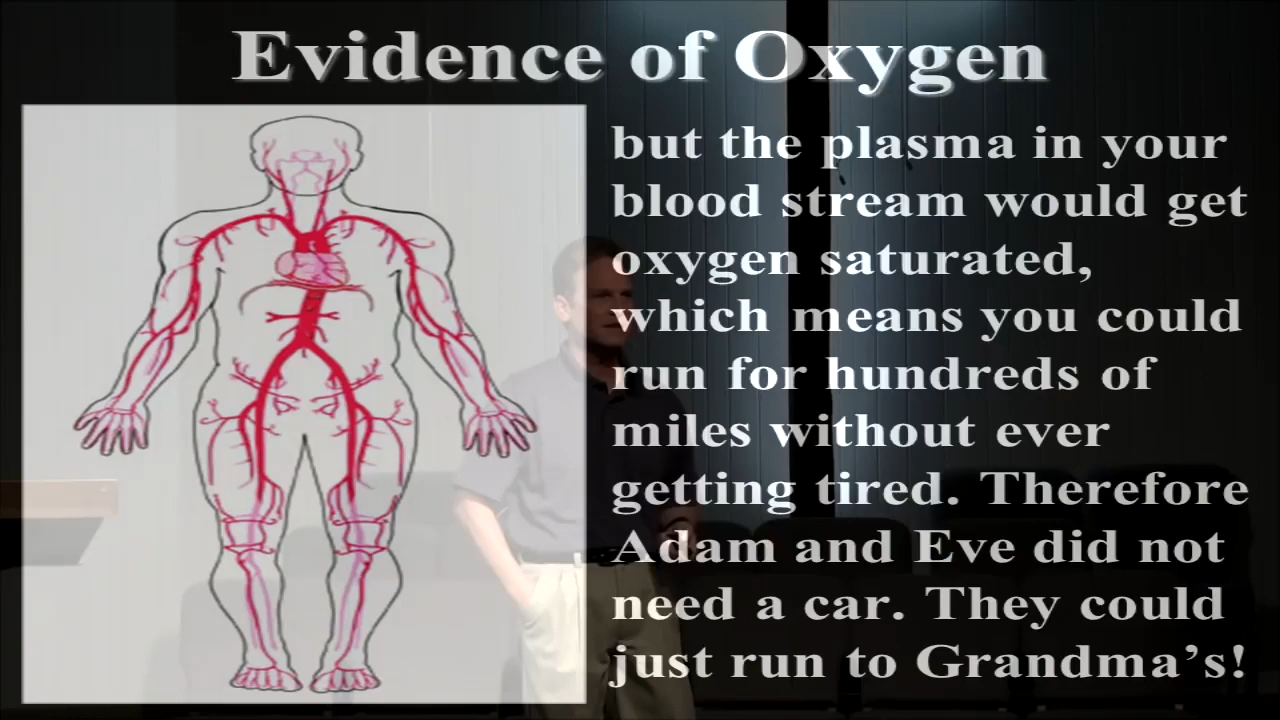 Evidence of Oxygen
but the plasma in your
blood stream would get
oxygen saturated,
which means you could
run for hundreds of
miles without ever
getting tired. Therefore
Adam and Eve did not
need a car. They could
just run to Grandma’s!